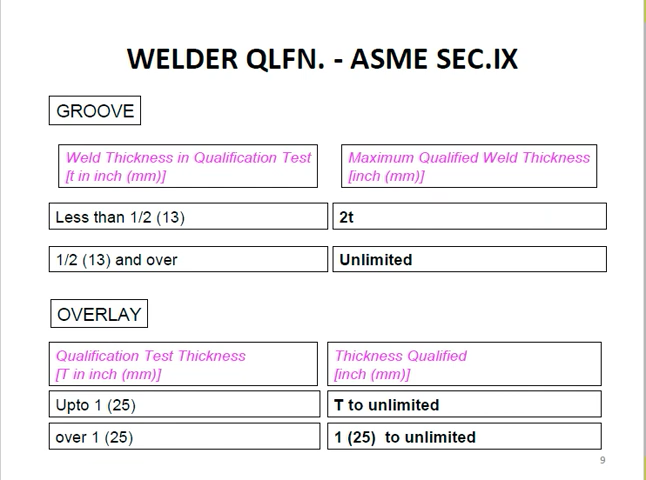 WELDER QLFN. - ASME SEC.IX
GROOVE
Weld Thickness in Qualification Test
[t in inch (mm)]
Maximum Qualified Weld Thickness
[inch (mm)]
Less than 1/2 (13)
2t
1/2 (13) and over
Unlimited
OVERLAY
Qualification Test Thickness
[T in inch (mm)]
Thickness Qualified
[inch (mm)]
Upto 1 (25)
T to unlimited
over 1 (25)
1 (25)  to unlimited
9